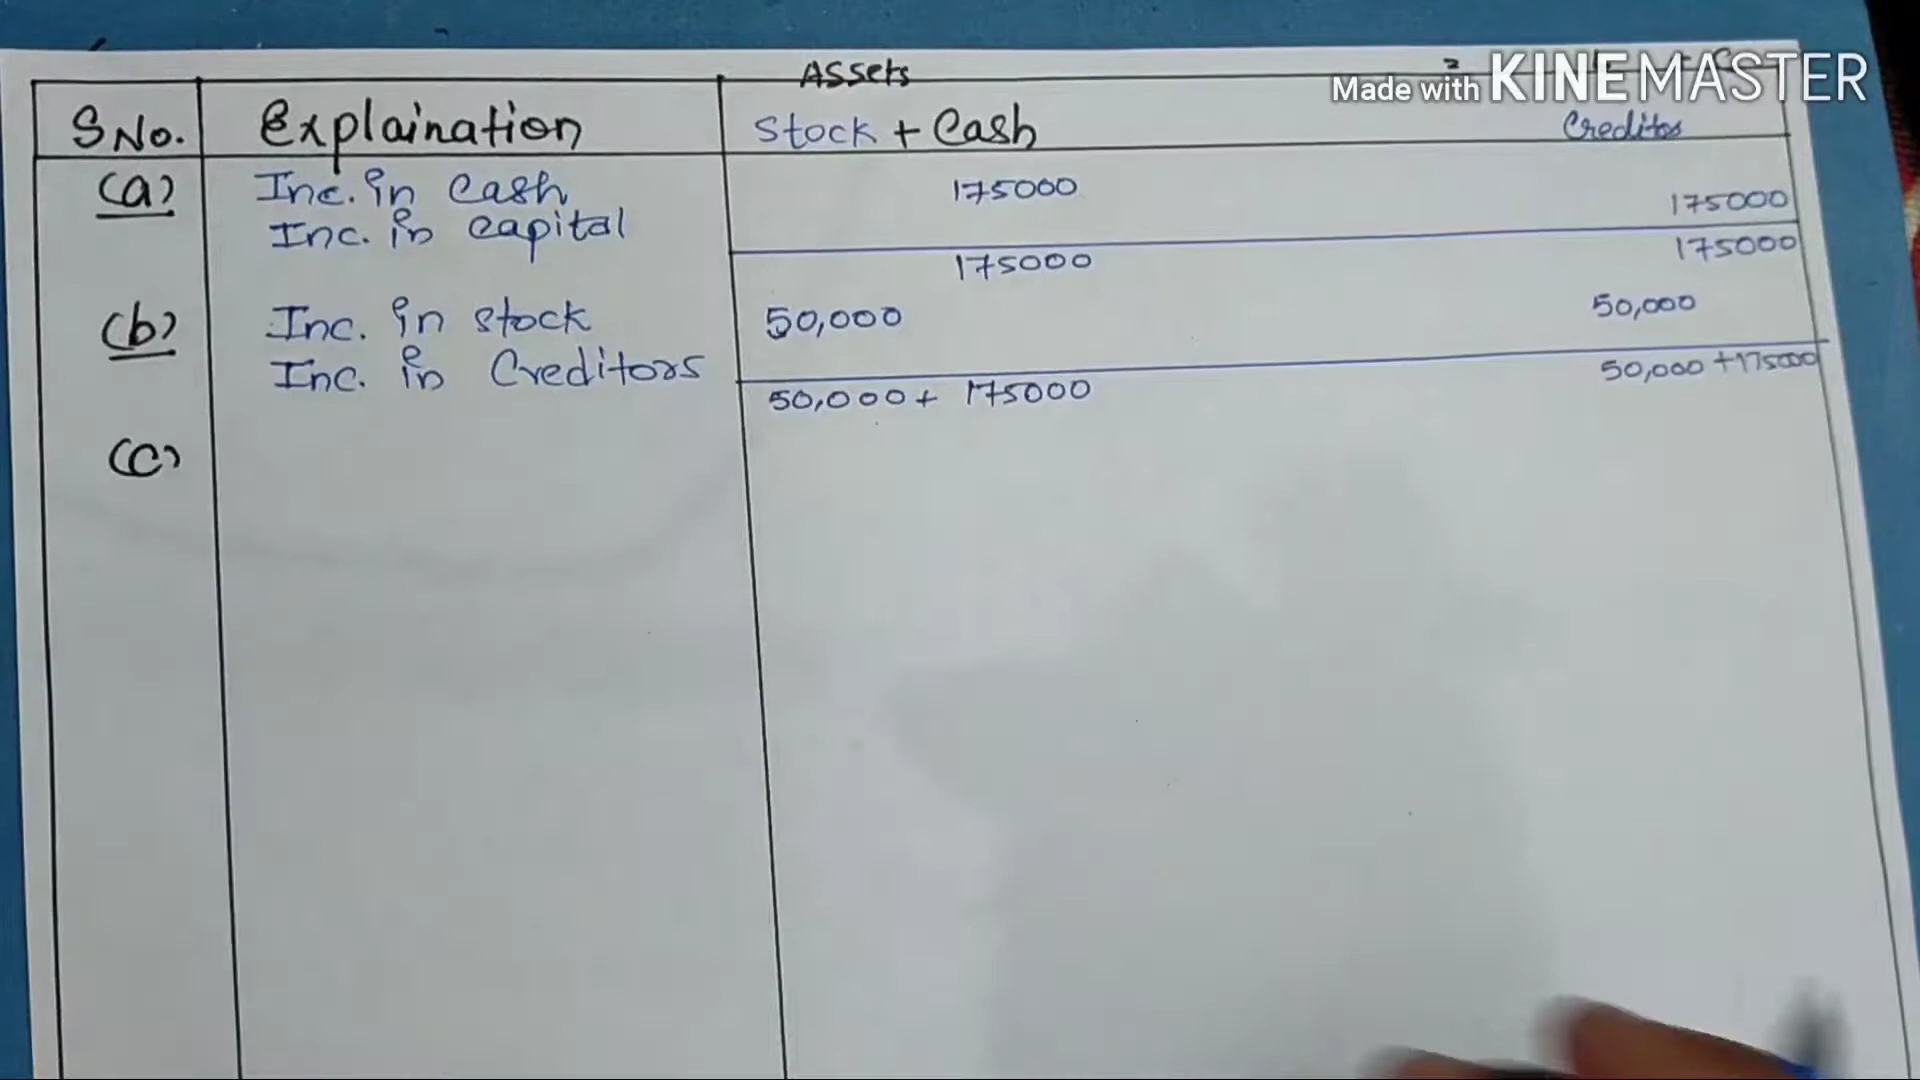 Assets
Made with KINEMASTER
S No. Explaination Stock + Cash Creditos
(a) Inc. in Cash 175000 175000
Inc. in capital
175000 175000
(b) Inc. in stock 50,000 50,000
Inc. in Creditors
50,000 + 175000 50,000 + 175000
(c)